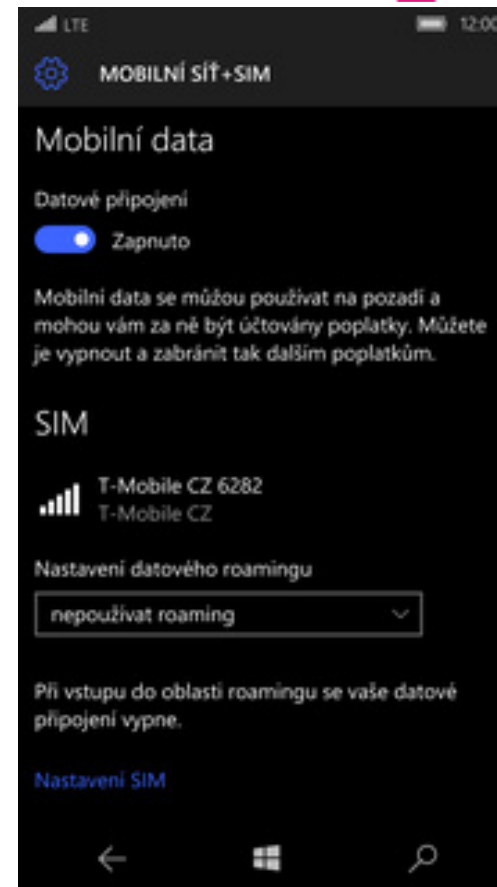 LTE 12:00
MOBILNÍ SÍŤ+SIM
Mobilní data
Datové připojení
Zapnuto
Mobilní data se můžou používat na pozadí a
mohou vám za ně být účtovány poplatky. Můžete
je vypnout a zabránit tak dalším poplatkům.
SIM
T-Mobile CZ 6282
T-Mobile CZ
Nastavení datového roamingu
nepoužívat roaming
Při vstupu do oblasti roamingu se vaše datové
připojení vypne.
Nastavení SIM